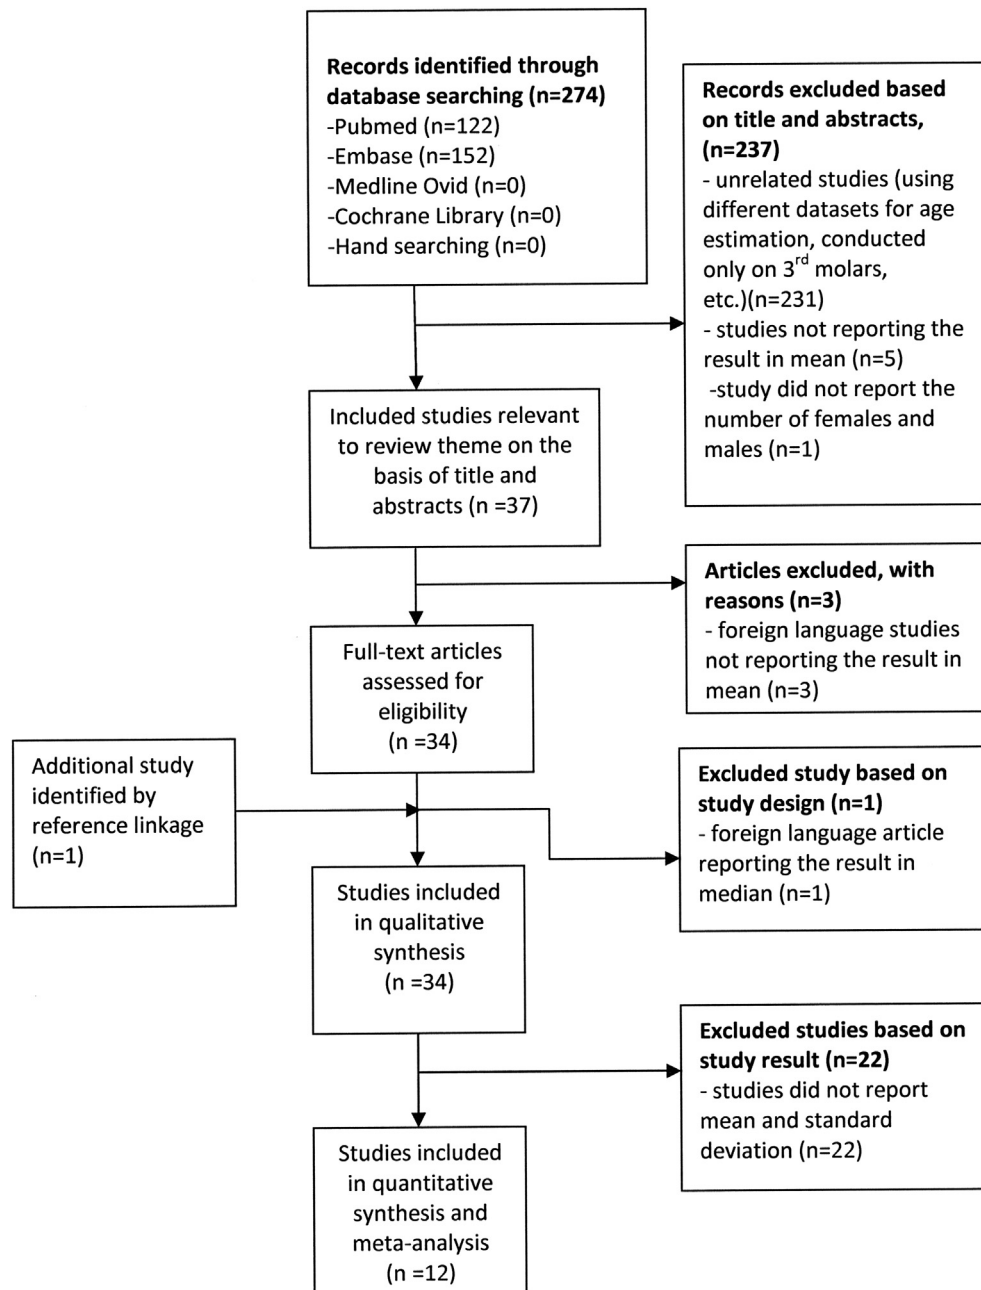 Records identified through
database searching (n=274)
-Pubmed (n=122)
-Embase (n=152)
-Medline Ovid (n=0)
-Cochrane Library (n=0)
-Hand searching (n=0)
Records excluded based
on title and abstracts,
(n=237)
- unrelated studies (using
different datasets for age
estimation, conducted
only on 3rd molars,
etc.)(n=231)
- studies not reporting the
result in mean (n=5)
-study did not report the
number of females and
males (n=1)
Included studies relevant
to review theme on the
basis of title and
abstracts (n =37)
Articles excluded, with
reasons (n=3)
- foreign language studies
not reporting the result in
mean (n=3)
Full-text articles
assessed for
eligibility
(n =34)
Additional study
identified by
reference linkage
(n=1)
Excluded study based on
study design (n=1)
- foreign language article
reporting the result in
median (n=1)
Studies included
in qualitative
synthesis
(n =34)
Excluded studies based on
study result (n=22)
- studies did not report
mean and standard
deviation (n=22)
Studies included
in quantitative
synthesis and
meta-analysis
(n =12)